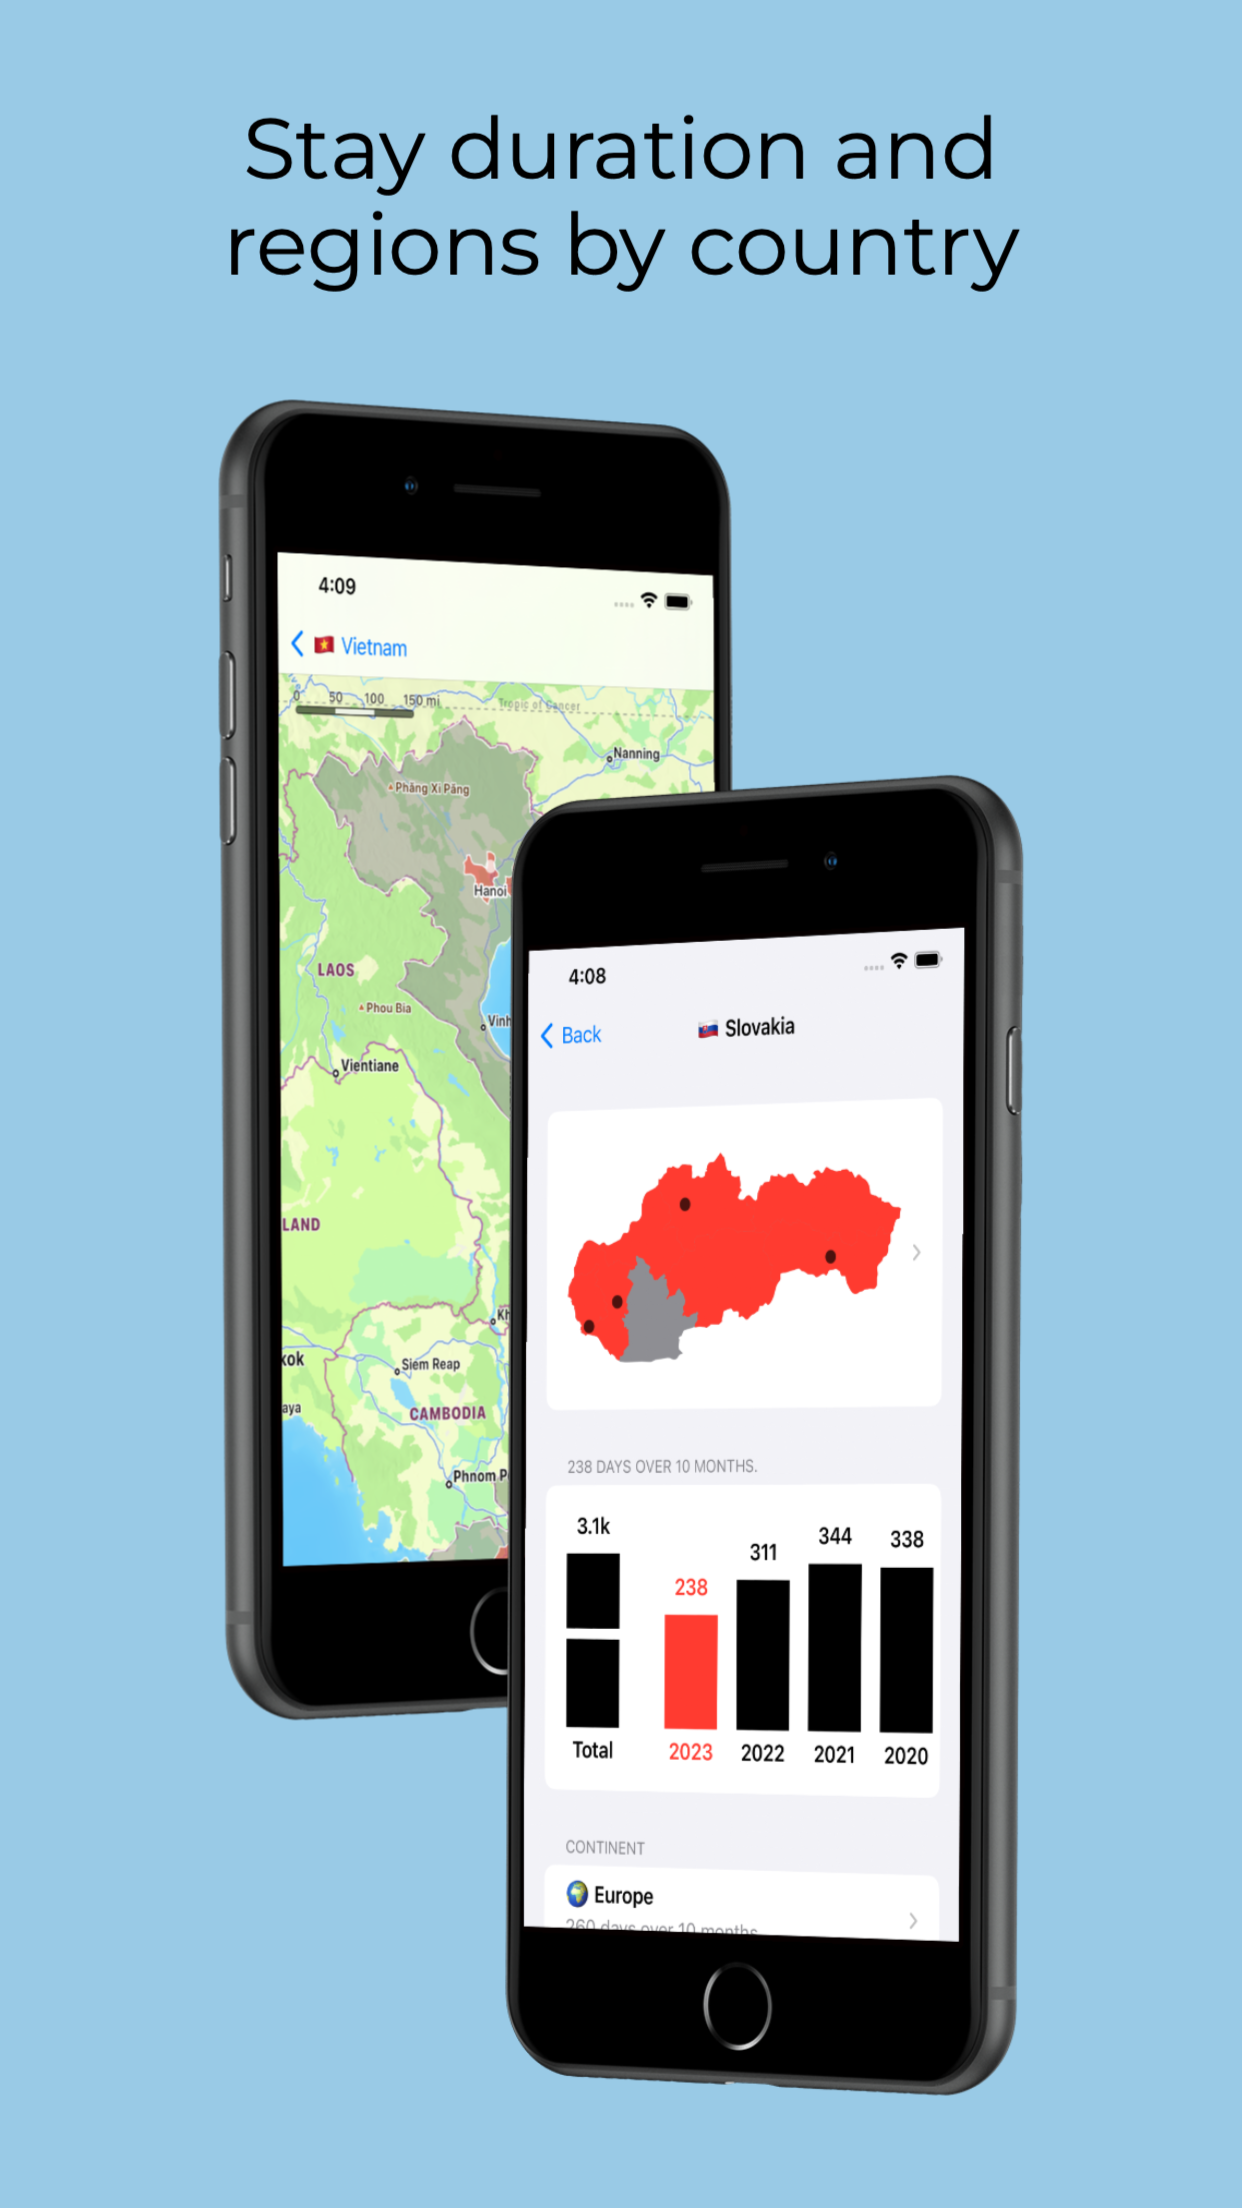 Stay duration and
regions by country
4:09
Vietnam
0 50 100 150 mi
Tropic of Cancer
Nanning
Phăng Xi Păng
Hanoi
LAOS
Phou Bia
Vinh
Vientiane
LAND
Siem Reap
CAMBODIA
Phnom P
kok
aya
Kh
4:08
Back
Slovakia
238 DAYS OVER 10 MONTHS.
3.1k
238
311
344
338
Total
2023
2022
2021
2020
CONTINENT
Europe
260 days over 10 months